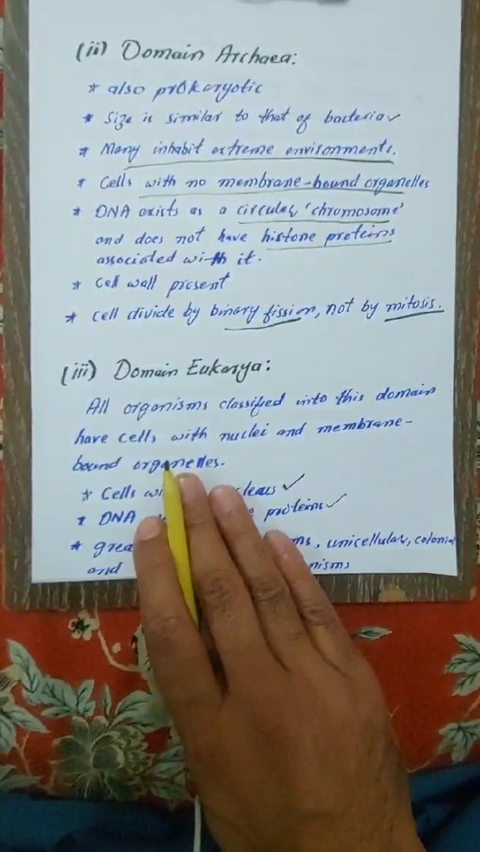 (ii) Domain Archaea:
* also prokaryotic
* Size is similar to that of bacteria
* Many inhabit extreme environments.
* Cells with no membrane-bound organelles
* DNA exists as a circular 'chromosome'
and does not have histone proteins
associated with it.
* Cell wall present
* Cell divide by binary fission, not by mitosis.
(iii) Domain Eukarya:
All organisms classified into this domain
have cells with nuclei and membrane-
bound organelles.
* Cells
* DNA proteins
* unicellular, colonial
and